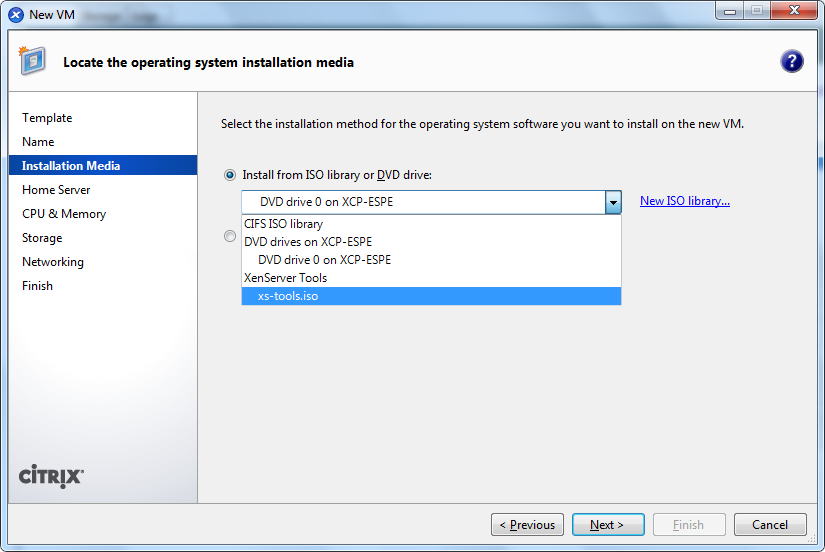 New VM
Locate the operating system installation media
?
Template
Name
Installation Media
Home Server
CPU & Memory
Storage
Networking
Finish
CITRIX
Select the installation method for the operating system software you want to install on the new VM.
Install from ISO library or DVD drive:
DVD drive 0 on XCP-ESPE
New ISO library...
CIFS ISO library
DVD drives on XCP-ESPE
DVD drive 0 on XCP-ESPE
XenServer Tools
xs-tools.iso
< Previous
Next >
Finish
Cancel